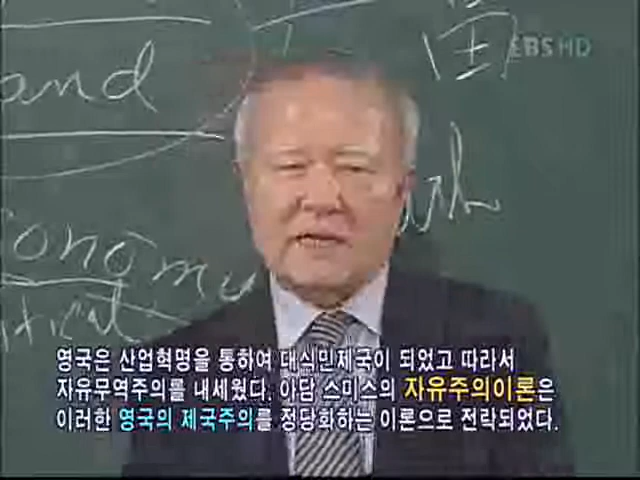 EBS HD
and
영국은 산업혁명을 통하여 대식민제국이 되었고 따라서
자유무역주의를 내세웠다. 아담 스미스의 자유주의이론은
이러한 영국의 제국주의를 정당화하는 이론으로 전락되었다.